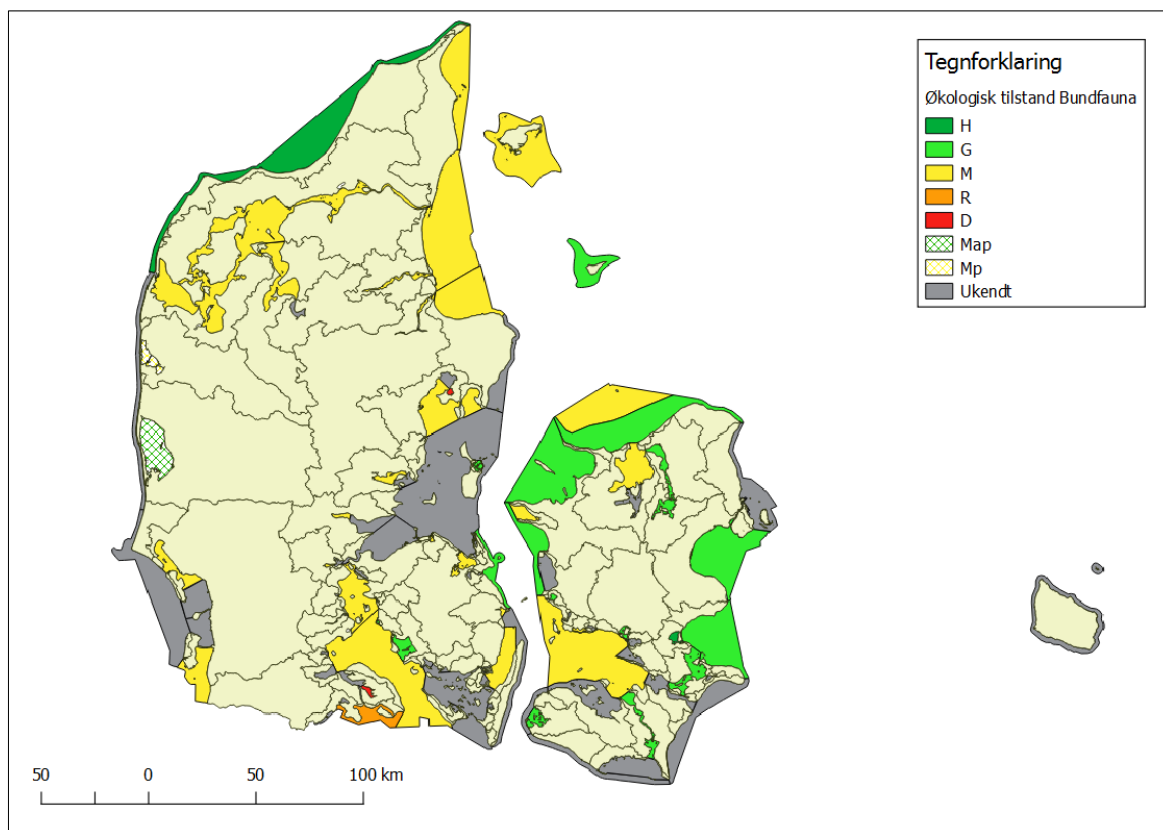 Tegnforklaring
Økologisk tilstand Bundfauna
H
G
M
R
D
Map
Mp
Ukendt
50 0 50 100 km